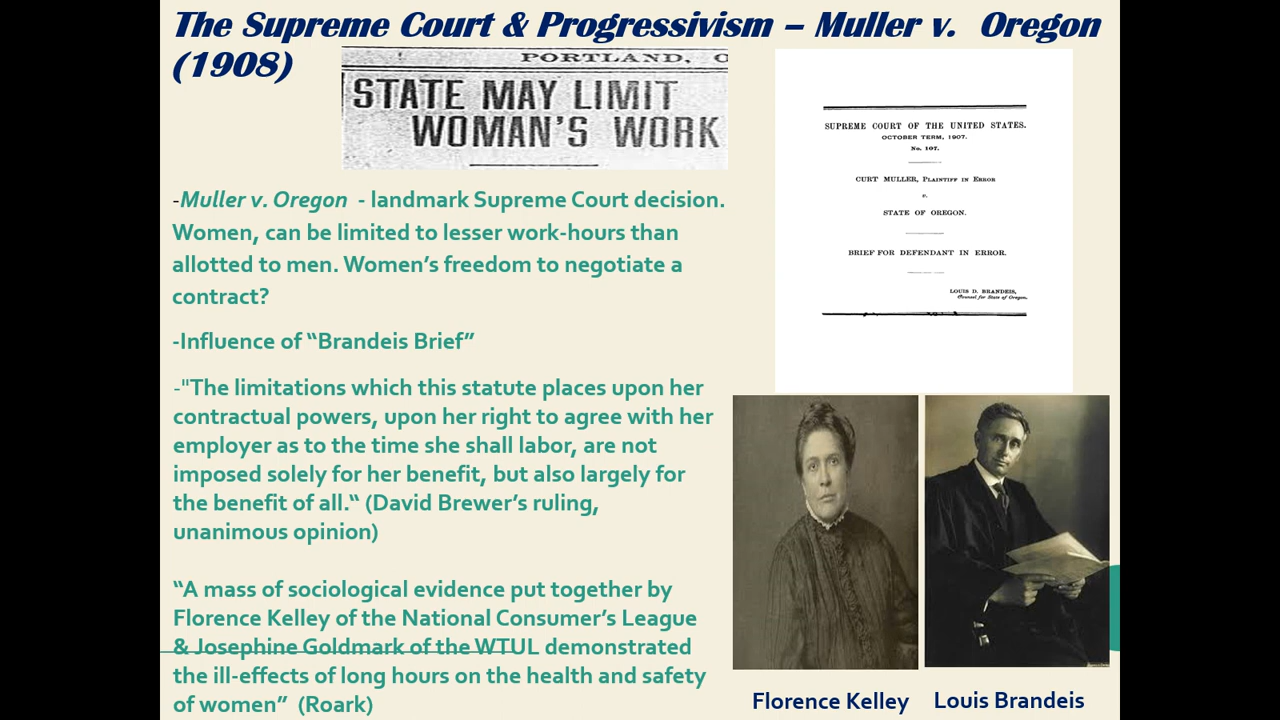 The Supreme Court & Progressivism – Muller v. Oregon
(1908)
PORTLAND,
STATE MAY LIMIT
WOMAN'S WORK
-Muller v. Oregon - landmark Supreme Court decision.
Women, can be limited to lesser work-hours than
allotted to men. Women's freedom to negotiate a
contract?
-Influence of “Brandeis Brief”
-"The limitations which this statute places upon her
contractual powers, upon her right to agree with her
employer as to the time she shall labor, are not
imposed solely for her benefit, but also largely for
the benefit of all.“ (David Brewer's ruling,
unanimous opinion)
“A mass of sociological evidence put together by
Florence Kelley of the National Consumer's League
& Josephine Goldmark of the WTUL demonstrated
the ill-effects of long hours on the health and safety
of women” (Roark)
SUPREME COURT OF THE UNITED STATES.
OCTOBER TERM, 1907.
No. 107.
CURT MULLER, PLAINTIFF IN ERROR
v.
STATE OF OREGON.
BRIEF FOR DEFENDANT IN ERROR.
LOUIS D. BRANDEIS,
Counsel for State of Oregon.
Florence Kelley
Louis Brandeis